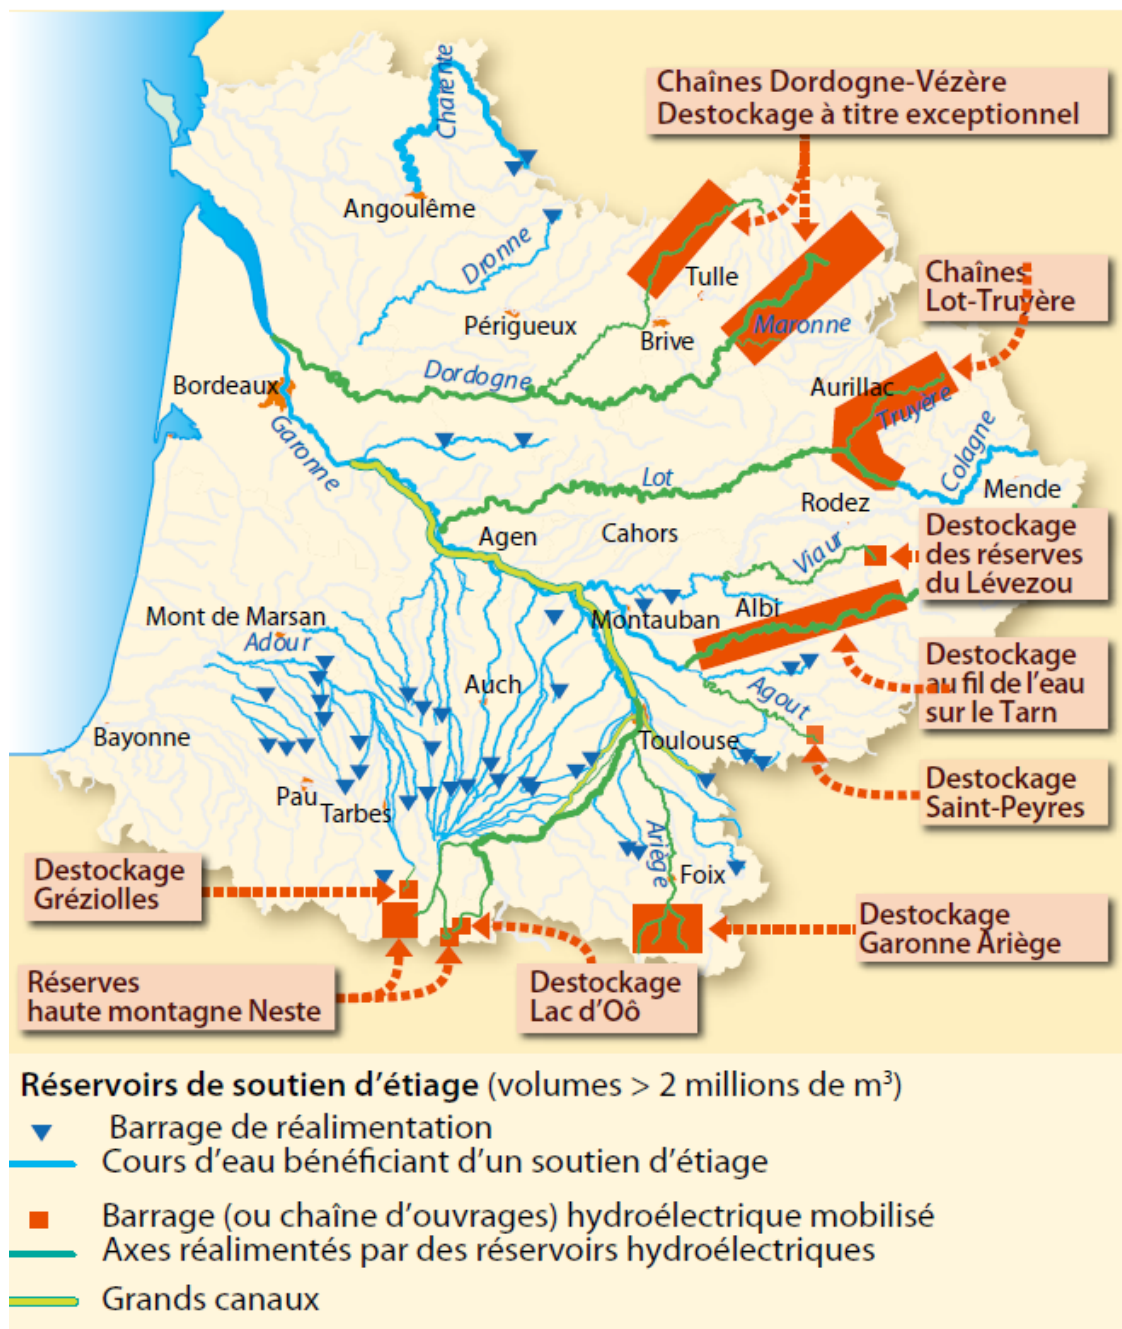 Charente
Chaînes Dordogne-Vézère
Destockage à titre exceptionnel
Angoulême
Dronne
Tulle
Chaînes
Lot-Truyère
Périgueux
Brive
Maronne
Dordogne
Bordeaux
Aurillac
Truyère
Garonne
Colagne
Lot
Mende
Rodez
Agen
Cahors
Viaur
Destockage
des réserves
du Lévezou
Mont de Marsan
Adour
Montauban
Albi
Destockage
au fil de l'eau
sur le Tarn
Auch
Agout
Bayonne
Toulouse
Pau
Tarbes
Destockage
Saint-Peyres
Ariège
Foix
Destockage
Gréziolles
Destockage
Garonne Ariège
Réserves
haute montagne Neste
Destockage
Lac d'Oô
Réservoirs de soutien d'étiage (volumes > 2 millions de m³)
Barrage de réalimentation
Cours d'eau bénéficiant d'un soutien d'étiage
Barrage (ou chaîne d'ouvrages) hydroélectrique mobilisé
Axes réalimentés par des réservoirs hydroélectriques
Grands canaux